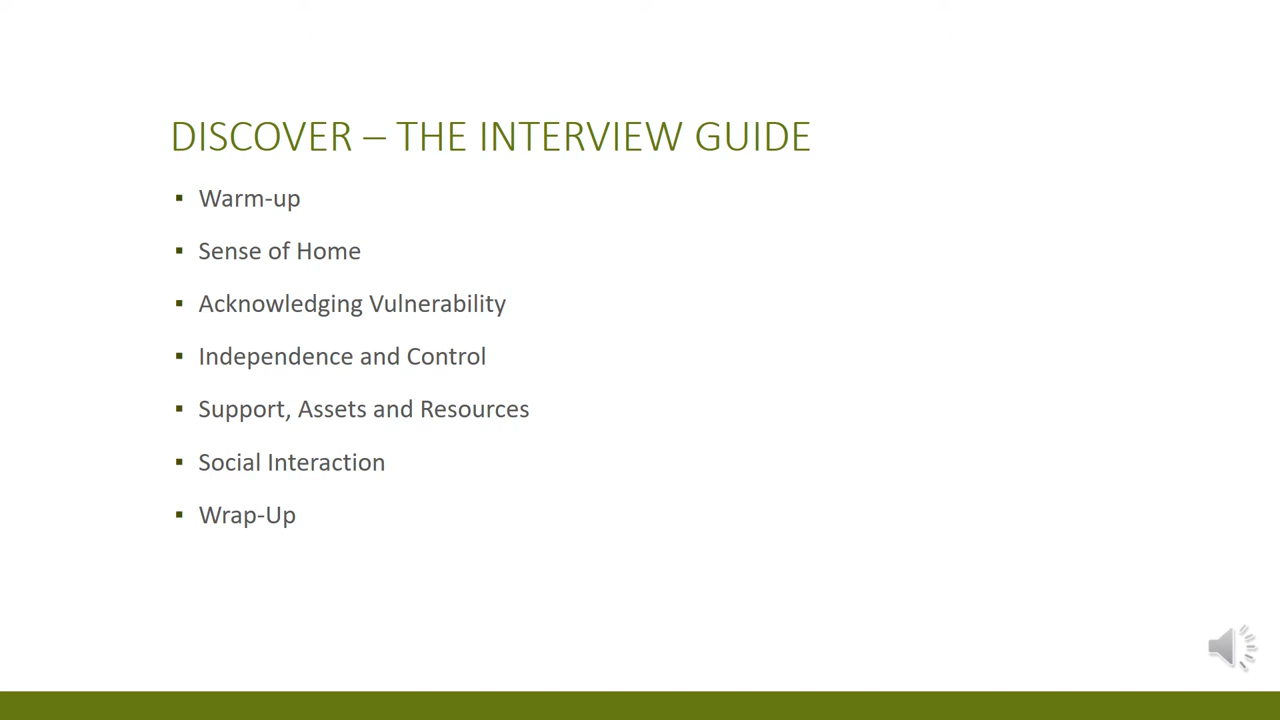 DISCOVER – THE INTERVIEW GUIDE
▪ Warm-up
▪ Sense of Home
▪ Acknowledging Vulnerability
▪ Independence and Control
▪ Support, Assets and Resources
▪ Social Interaction
▪ Wrap-Up